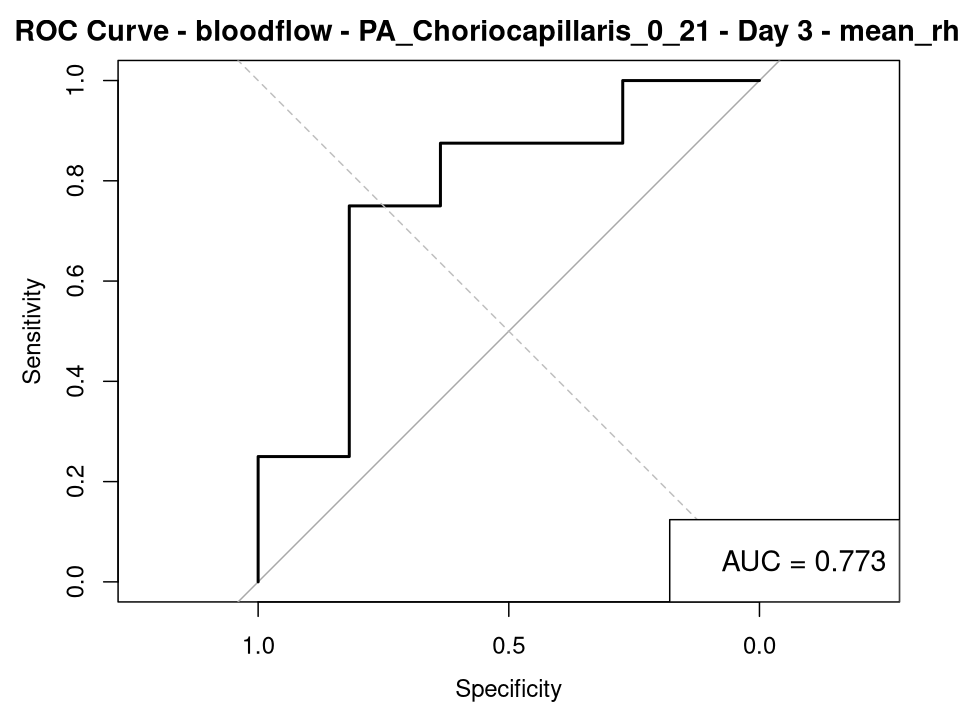 ROC Curve - bloodflow - PA_Choriocapillaris_0_21 - Day 3 - mean_rh
1.0
0.8
0.6
0.4
0.2
0.0
Sensitivity
AUC = 0.773
1.0 0.5 0.0
Specificity